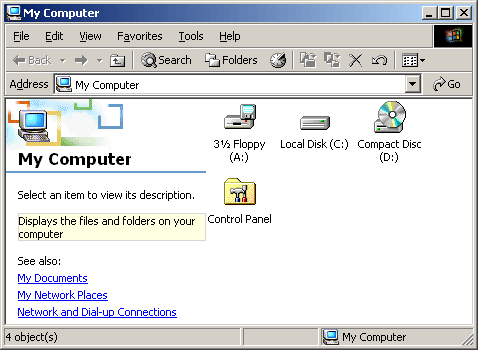 My Computer
File Edit View Favorites Tools Help
Back Search Folders
Address My Computer Go
My Computer
Select an item to view its description.
Displays the files and folders on your
computer
See also:
My Documents
My Network Places
Network and Dial-up Connections
3½ Floppy
(A:)
Local Disk (C:)
Compact Disc
(D:)
Control Panel
4 object(s) My Computer